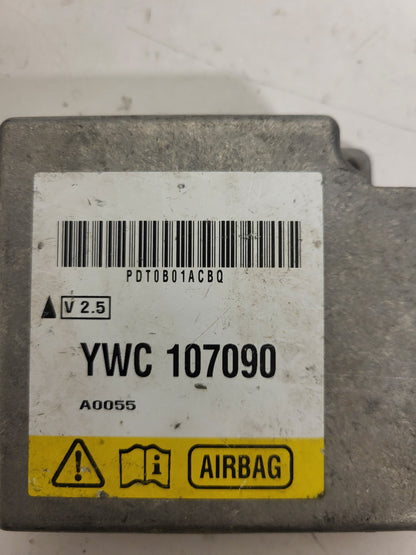 PDT0B01ACBQ
V 2.5
YWC 107090
A0055
AIRBAG